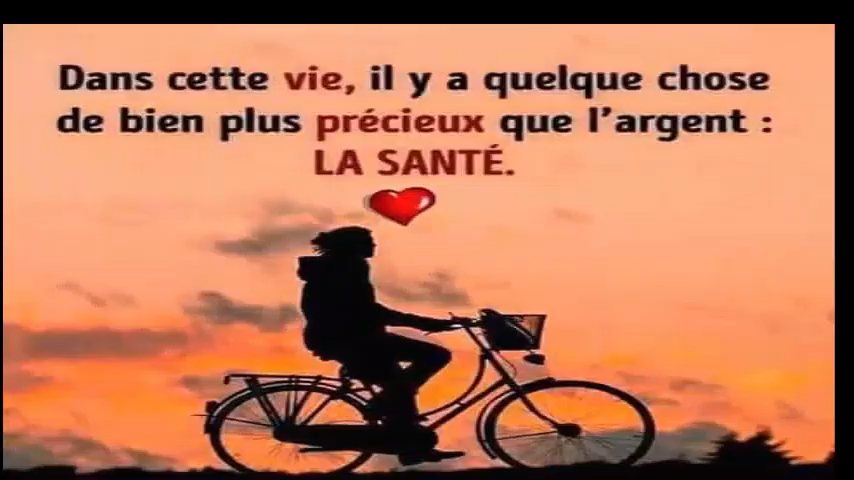 Dans cette vie, il y a quelque chose
de bien plus précieux que l'argent :
LA SANTÉ.